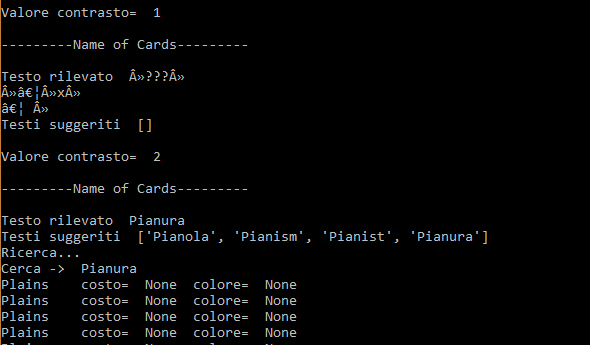 Valore contrasto=  1
---------Name of Cards---------
Testo rilevato  Â»???Â»
Â»â€¦Â»xÂ»
â€¦ Â»
Testi suggeriti  []
Valore contrasto=  2
---------Name of Cards---------
Testo rilevato  Pianura
Testi suggeriti  ['Pianola', 'Pianism', 'Pianist', 'Pianura']
Ricerca...
Cerca ->  Pianura
Plains    costo=  None  colore=  None
Plains    costo=  None  colore=  None
Plains    costo=  None  colore=  None
Plains    costo=  None  colore=  None